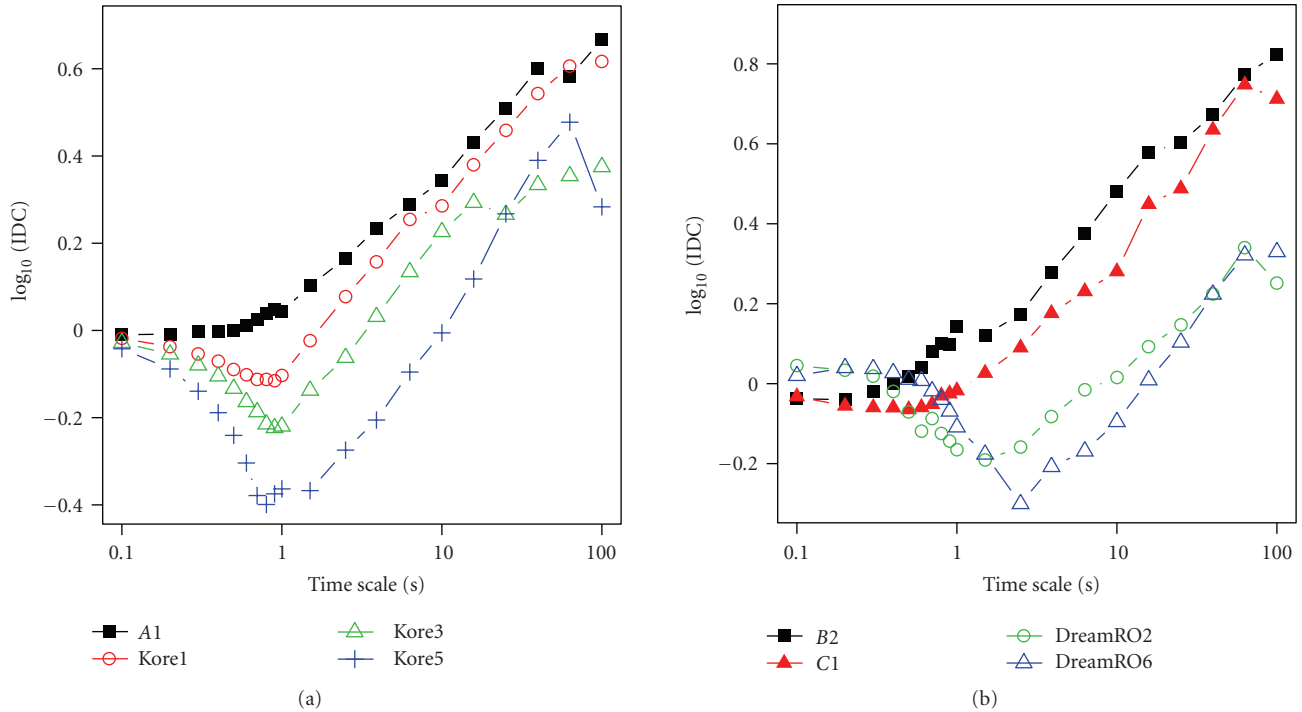 log10 (IDC)
0.6
0.4
0.2
0
−0.2
−0.4
0.1 1 10 100
Time scale (s)
A1
Kore1
Kore3
Kore5
(a)
log10 (IDC)
0.8
0.6
0.4
0.2
0
−0.2
0.1 1 10 100
Time scale (s)
B2
C1
DreamRO2
DreamRO6
(b)